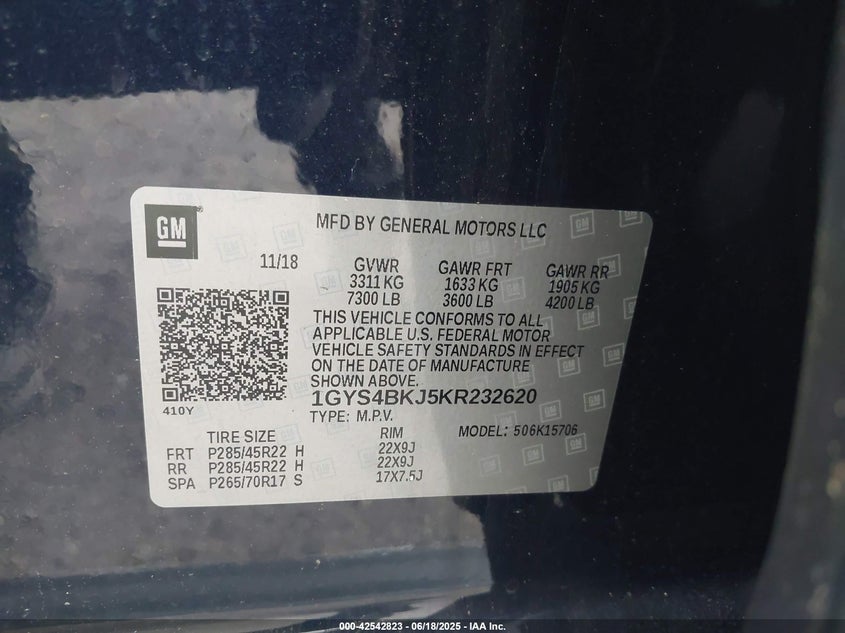 GM
MFD BY GENERAL MOTORS LLC
11/18 GVWR GAWR FRT GAWR RR
3311 KG 1633 KG 1905 KG
7300 LB 3600 LB 4200 LB
THIS VEHICLE CONFORMS TO ALL
APPLICABLE U.S. FEDERAL MOTOR
VEHICLE SAFETY STANDARDS IN EFFECT
ON THE DATE OF MANUFACTURE
SHOWN ABOVE.
410Y
1GYS4BKJ5KR232620
TYPE: M.P.V. MODEL: 506K15706
TIRE SIZE RIM
FRT P285/45R22 H 22X9J
RR P285/45R22 H 22X9J
SPA P265/70R17 S 17X7.5J
000-42542823 - 06/18/2025 - IAA Inc.